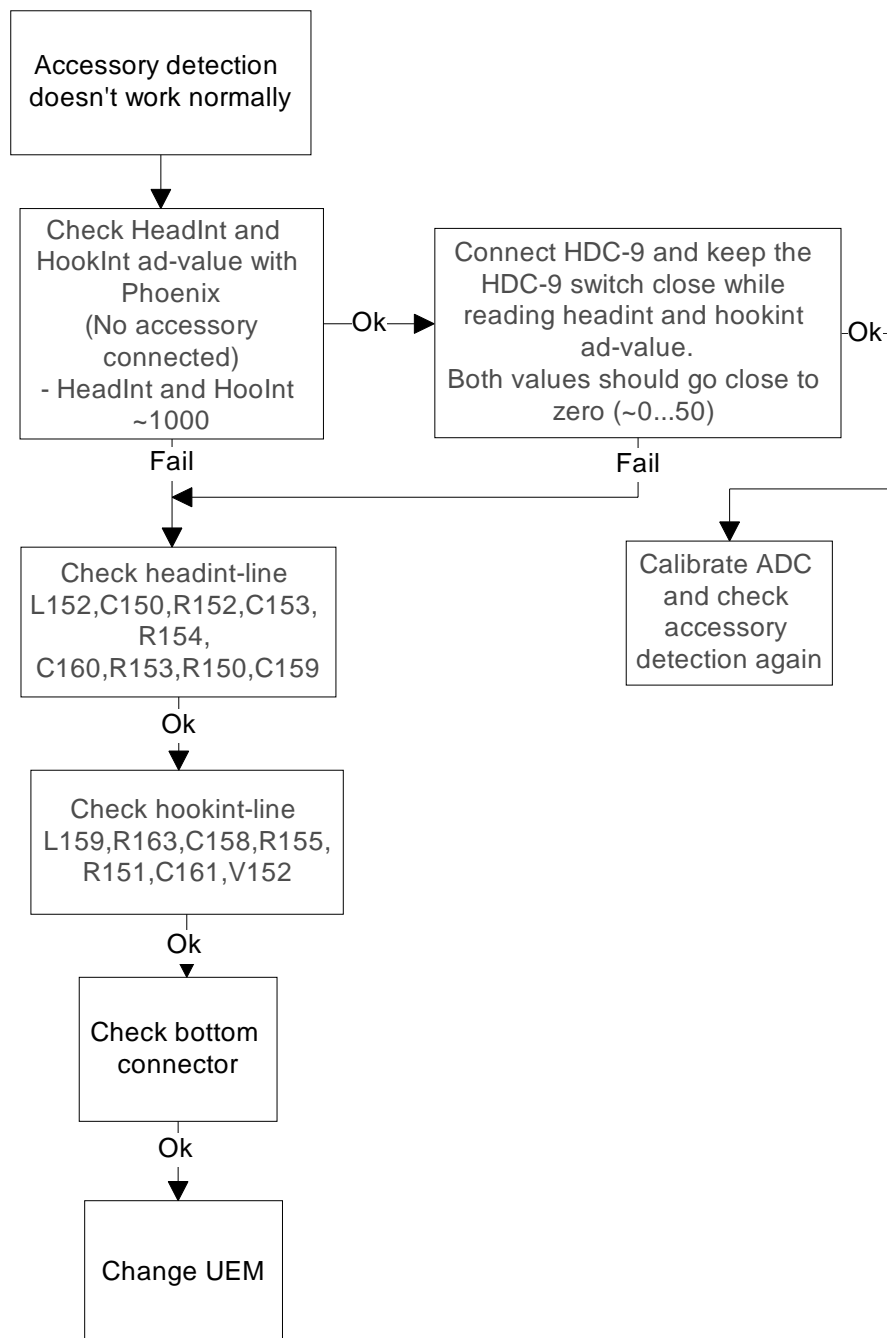 Accessory detection
doesn't work normally
Check HeadInt and
HookInt ad-value with
Phoenix
(No accessory
connected)
- HeadInt and HooInt
~1000
Ok
Connect HDC-9 and keep the
HDC-9 switch close while
reading headint and hookint
ad-value.
Both values should go close to
zero (~0...50)
Ok
Fail
Fail
Check headint-line
L152,C150,R152,C153,
R154,
C160,R153,R150,C159
Calibrate ADC
and check
accessory
detection again
Ok
Check hookint-line
L159,R163,C158,R155,
R151,C161,V152
Ok
Check bottom
connector
Ok
Change UEM